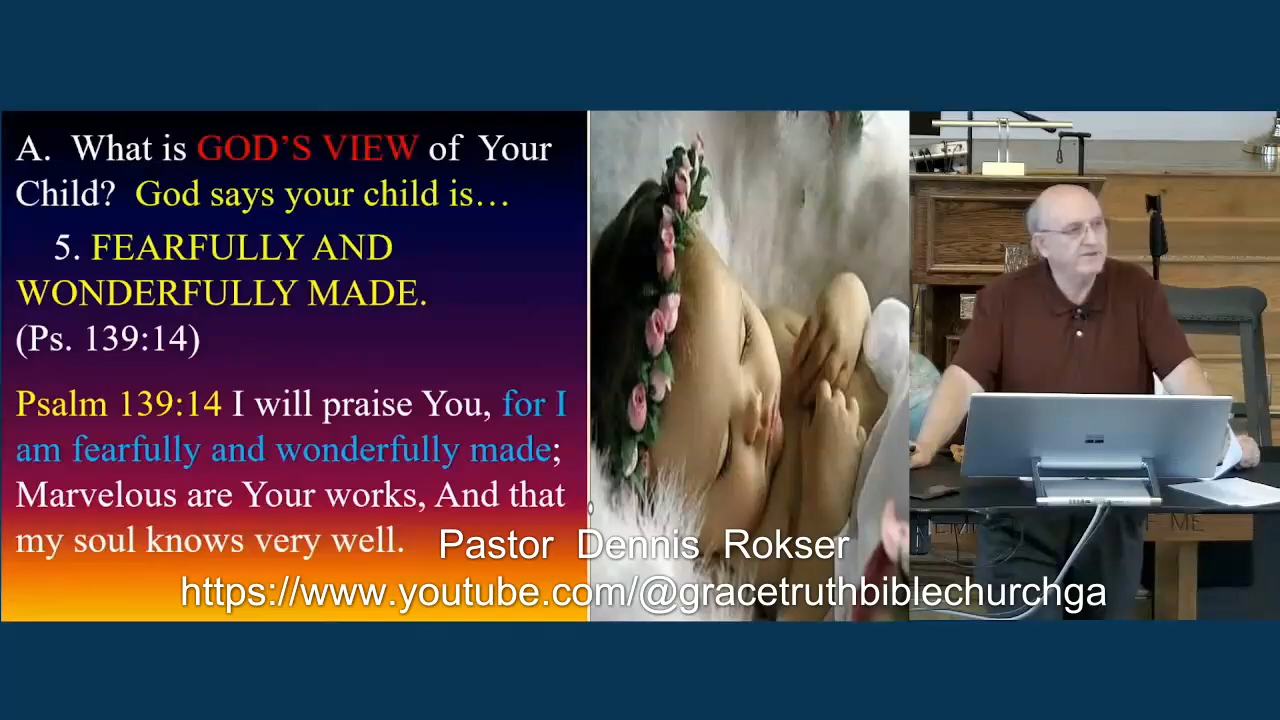 A. What is GOD'S VIEW of Your
Child? God says your child is…
5. FEARFULLY AND
WONDERFULLY MADE.
(Ps. 139:14)
Psalm 139:14 I will praise You, for I
am fearfully and wonderfully made;
Marvelous are Your works, And that
my soul knows very well.
Pastor Dennis Rokser
https://www.youtube.com/@gracetruthbiblechurchga
OF ME